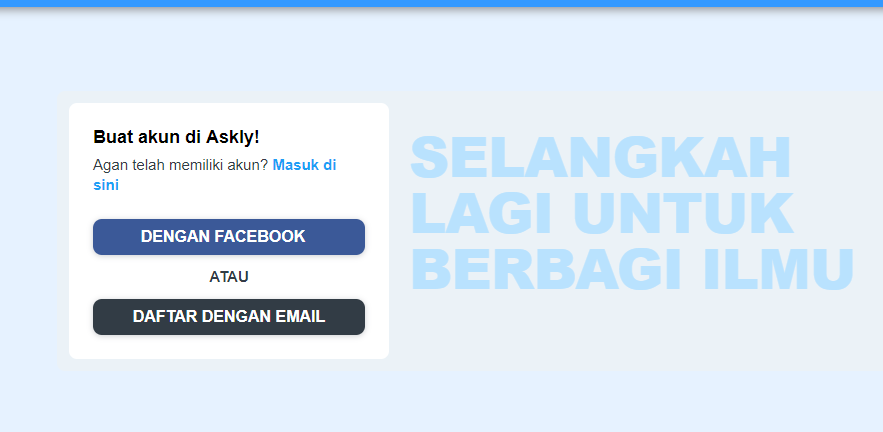 Buat akun di Askly!
Agan telah memiliki akun? Masuk di
sini
DENGAN FACEBOOK
ATAU
DAFTAR DENGAN EMAIL
SELANGKAH
LAGI UNTUK
BERBAGI ILMU